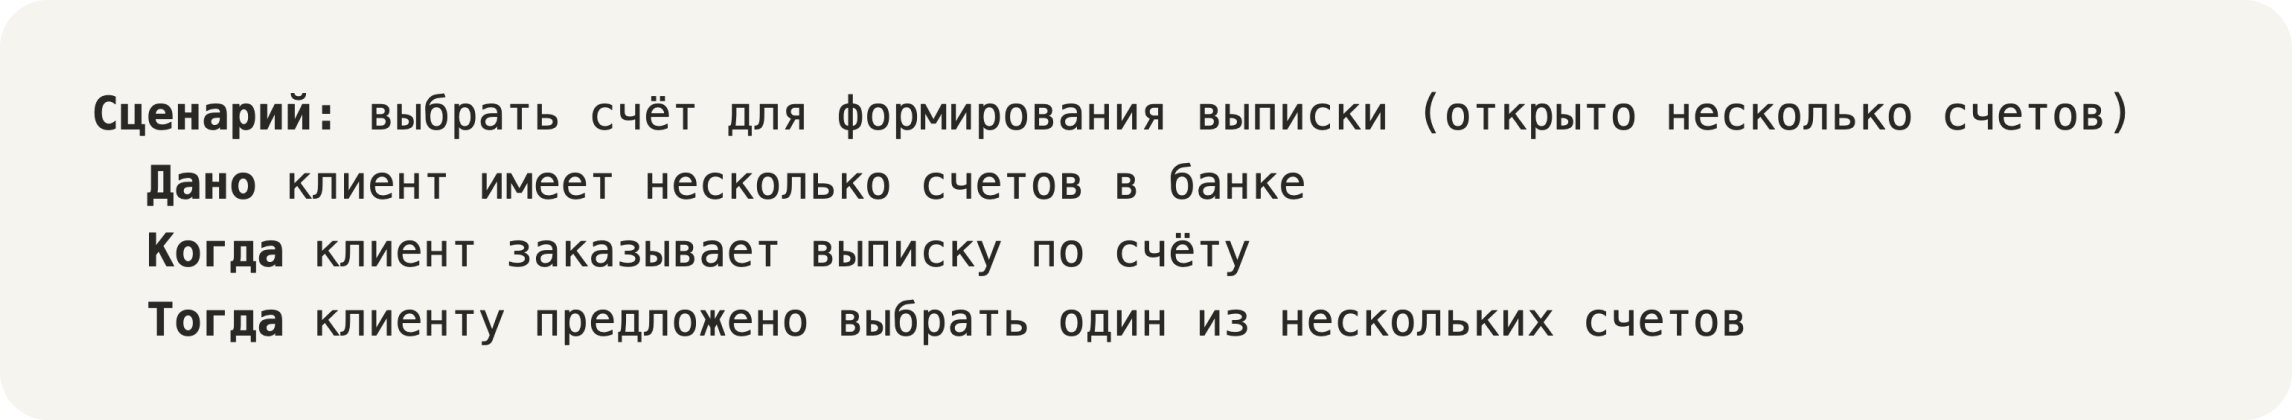 Сценарий: выбрать счёт для формирования выписки (открыто несколько счетов)
Дано клиент имеет несколько счетов в банке
Когда клиент заказывает выписку по счёту
Тогда клиенту предложено выбрать один из нескольких счетов